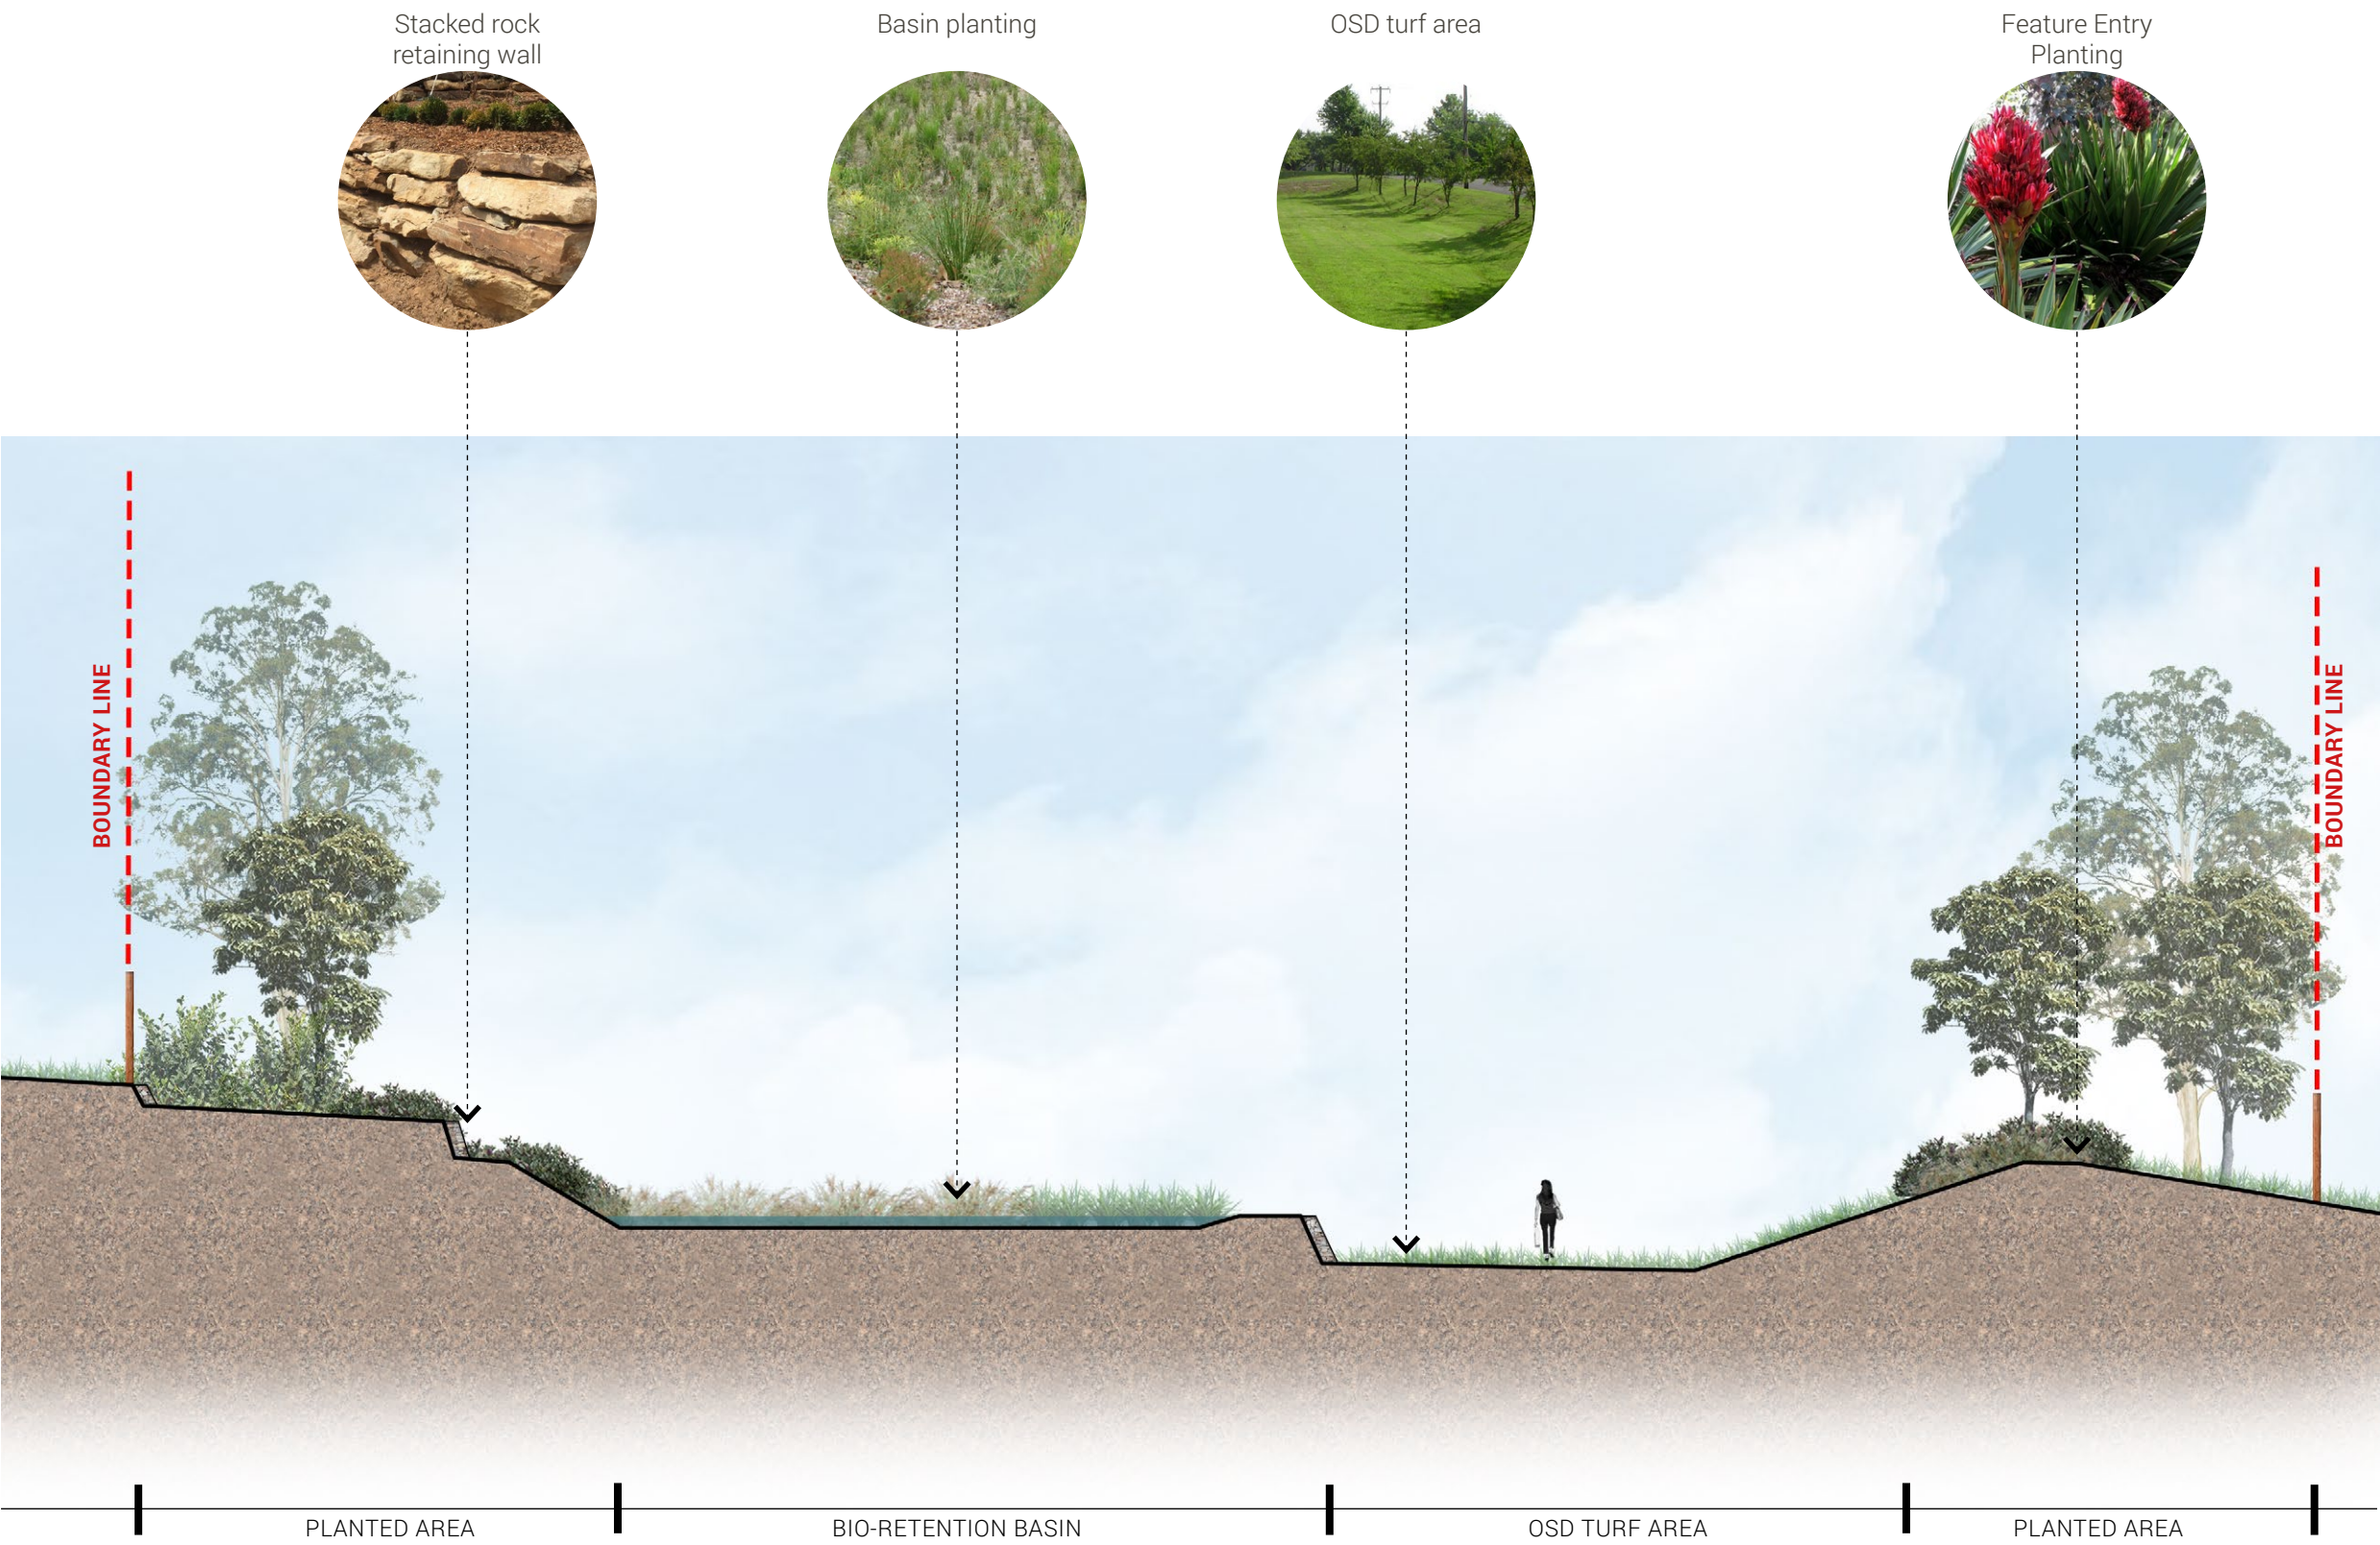 Stacked rock
retaining wall
Basin planting
OSD turf area
Feature Entry
Planting
BOUNDARY LINE
BOUNDARY LINE
PLANTED AREA
BIO-RETENTION BASIN
OSD TURF AREA
PLANTED AREA